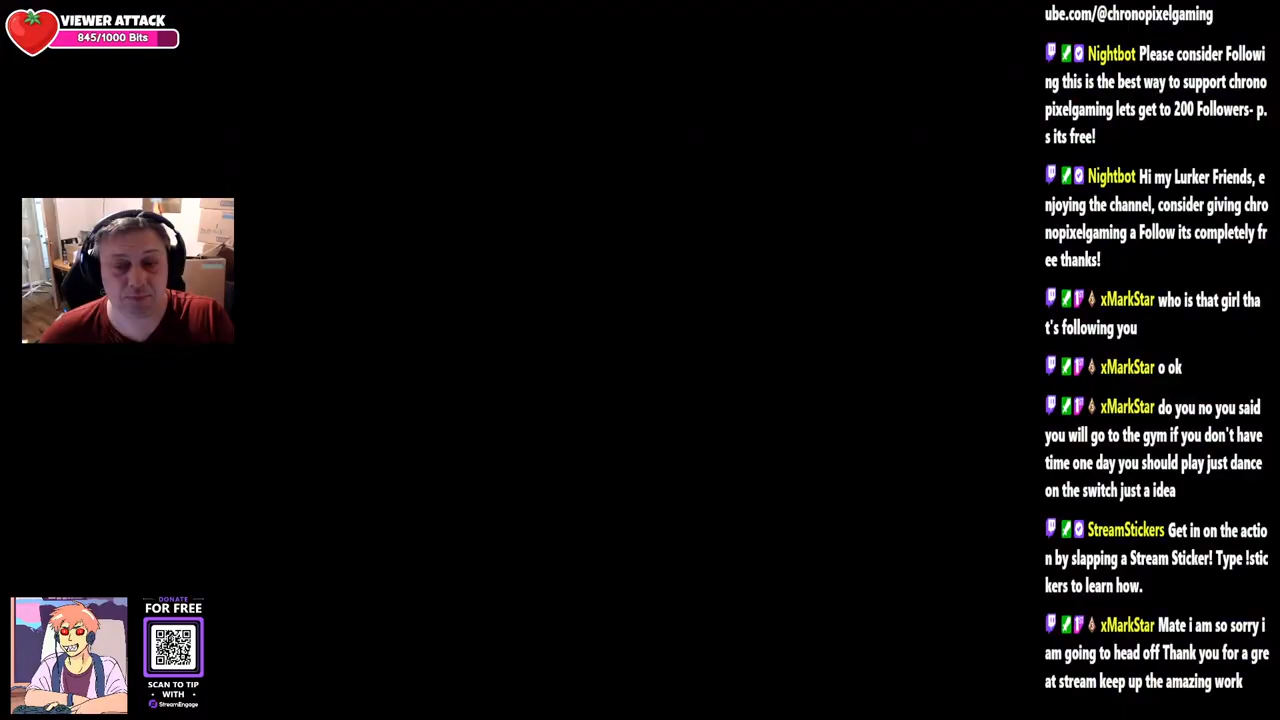 VIEWER ATTACK
845/1000 Bits
ube.com/@chronopixelgaming
Nightbot Please consider Followi
ng this is the best way to support chrono
pixelgaming lets get to 200 Followers- p.
s its free!
Nightbot Hi my Lurker Friends, e
njoying the channel, consider giving chro
nopixelgaming a Follow its completely fr
ee thanks!
xMarkStar who is that girl tha
t's following you
xMarkStar o ok
xMarkStar do you no you said
you will go to the gym if you don't have
time one day you should play just dance
on the switch just a idea
StreamStickers Get in on the actio
n by slapping a Stream Sticker! Type !stic
kers to learn how.
xMarkStar Mate i am so sorry i
am going to head off Thank you for a gre
at stream keep up the amazing work
DONATE
FOR FREE
SCAN TO TIP
• WITH •
StreamEngage